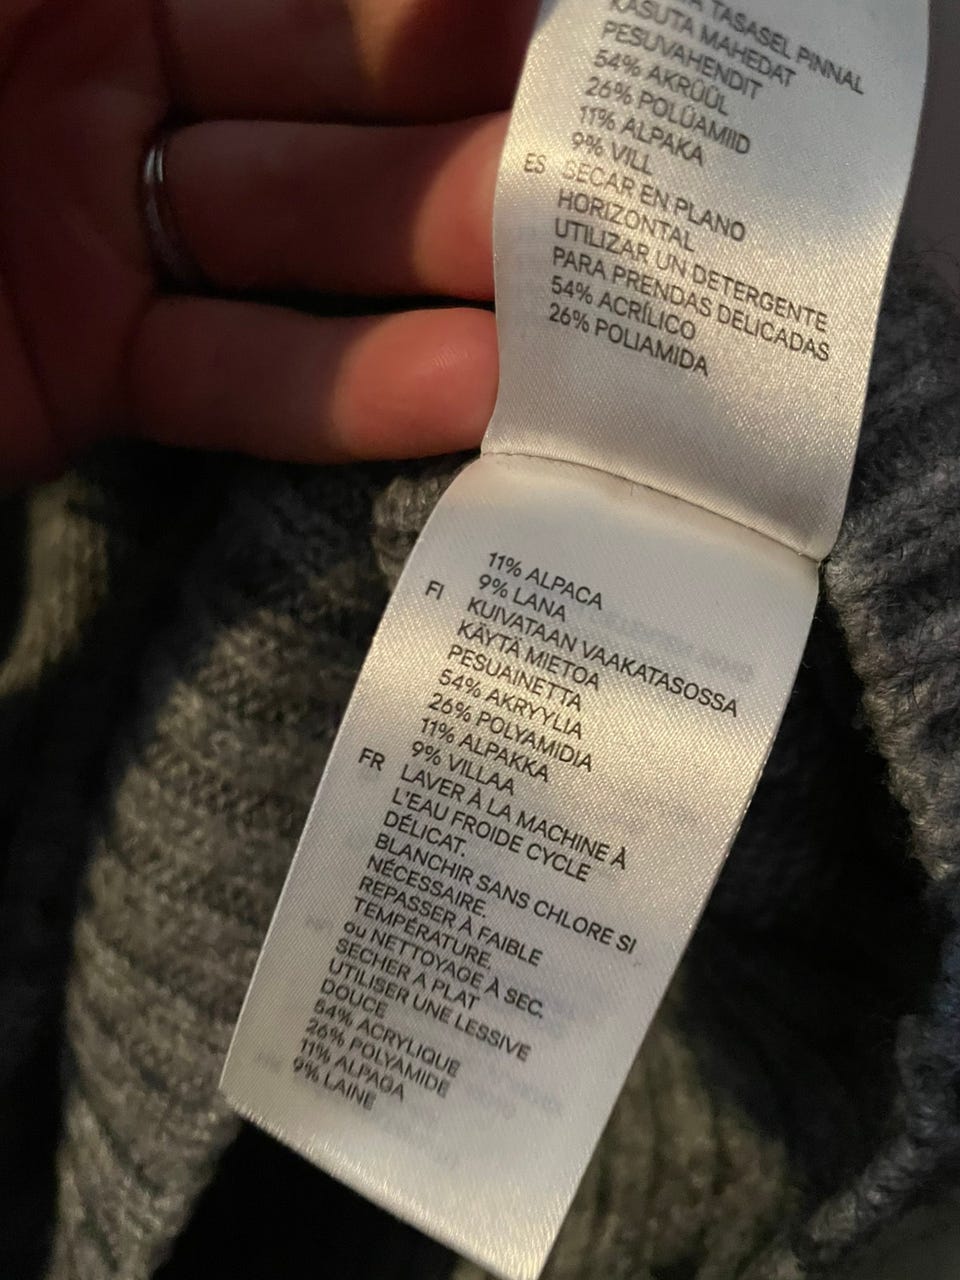 TASASEL PINNAL
KASUTA MAHEDAT
PESUVAHENDIT
54% AKRÜÜL
26% POLÜAMIID
11% ALPAKA
9% VILL
ES SECAR EN PLANO
HORIZONTAL
UTILIZAR UN DETERGENTE
PARA PRENDAS DELICADAS
54% ACRÍLICO
26% POLIAMIDA
11% ALPACA
9% LANA
FI KUIVATAAN VAAKATASOSSA
KÄYTÄ MIETOA
PESUAINETTA
54% AKRYYLIA
26% POLYAMIDIA
11% ALPAKKA
9% VILLAA
FR LAVER À LA MACHINE À
L'EAU FROIDE CYCLE
DÉLICAT.
BLANCHIR SANS CHLORE SI
NÉCESSAIRE.
REPASSER À FAIBLE
TEMPÉRATURE.
ou NETTOYAGE À SEC.
SECHER A PLAT
UTILISER UNE LESSIVE
DOUCE
54% ACRYLIQUE
26% POLYAMIDE
11% ALPAGA
9% LAINE